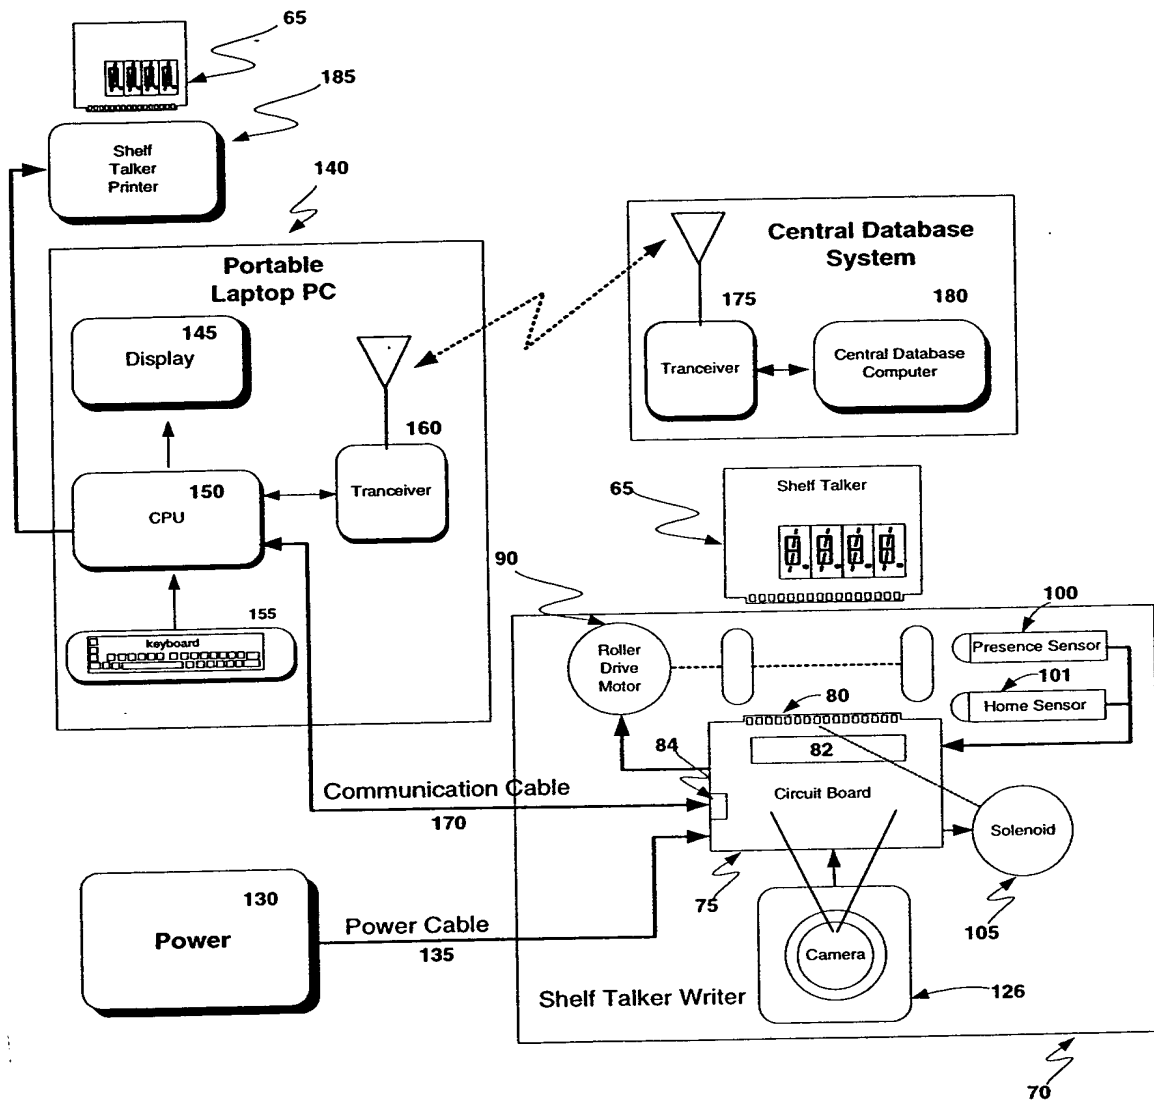 65
185
Shelf
Talker
Printer
140
Portable
Laptop PC
145
Display
160
150
CPU
Tranceiver
155
keyboard
Central Database
System
175
180
Tranceiver
Central Database
Computer
65
Shelf Talker
90
100
Roller
Drive
Motor
Presence Sensor
101
Home Sensor
80
84
82
Circuit Board
Communication Cable
170
Solenoid
75
105
130
Power
Power Cable
135
Camera
126
Shelf Talker Writer
70